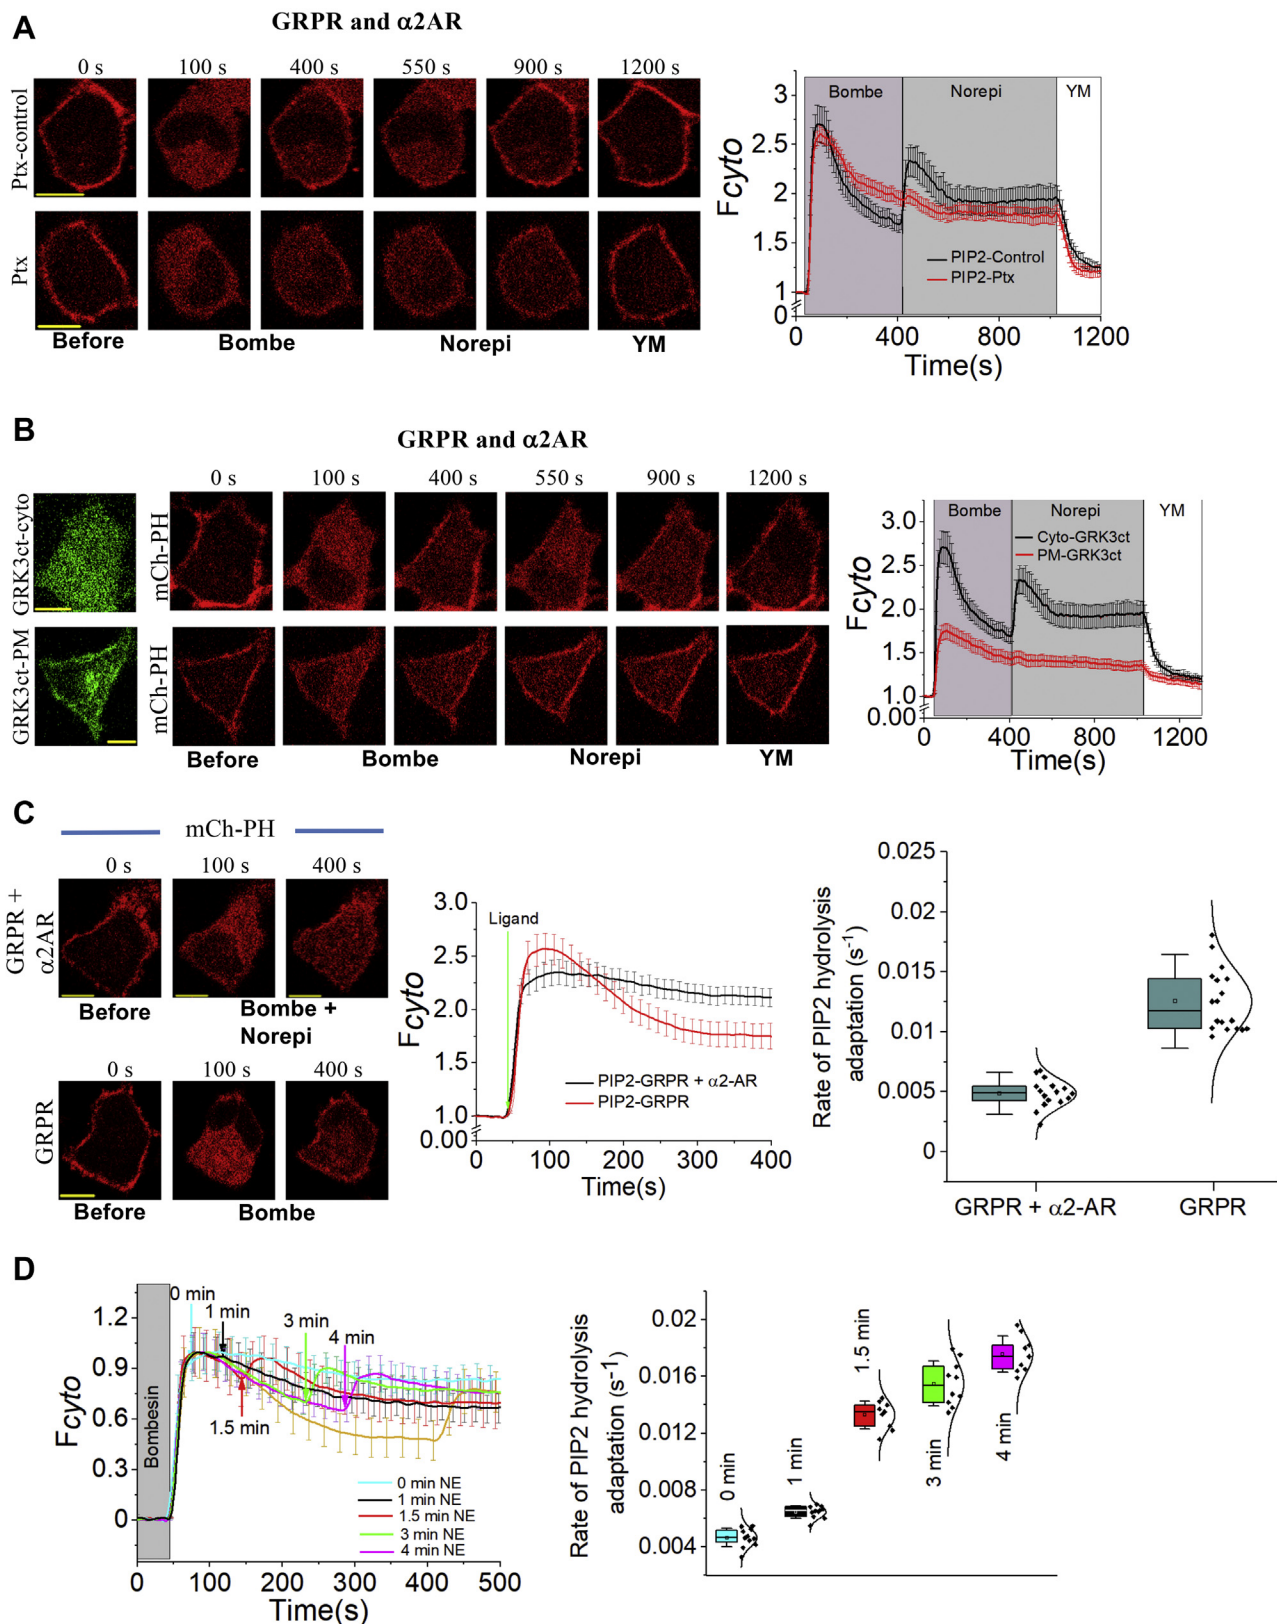 A
GRPR and α2AR
0 s 100 s 400 s 550 s 900 s 1200 s
Ptx-control
Ptx
Before Bombe Norepi YM
Bombe Norepi YM
Fcyto
3
2.5
2
1.5
1
0
PIP2-Control
PIP2-Ptx
0 400 800 1200
Time(s)
B
GRPR and α2AR
0 s 100 s 400 s 550 s 900 s 1200 s
GRK3ct-cyto
mCh-PH
GRK3ct-PM
mCh-PH
Before Bombe Norepi YM
Bombe Norepi YM
Cyto-GRK3ct
PM-GRK3ct
Fcyto
3.0
2.5
2.0
1.5
1.0
0.00
0 400 800 1200
Time(s)
C
mCh-PH
0 s 100 s 400 s
GRPR +
α2AR
Before Bombe +
Norepi
0 s 100 s 400 s
GRPR
Before Bombe
Ligand
Fcyto
3.0
2.5
2.0
1.5
1.0
0.00
PIP2-GRPR + α2-AR
PIP2-GRPR
0 100 200 300 400
Time(s)
Rate of PIP2 hydrolysis
adaptation (s⁻¹)
0.025
0.02
0.015
0.01
0.005
0
GRPR + α2-AR GRPR
D
Bombesin
0 min
1 min
1.5 min
3 min
4 min
Fcyto
1.2
0.9
0.6
0.3
0
0 min NE
1 min NE
1.5 min NE
3 min NE
4 min NE
0 100 200 300 400 500
Time(s)
Rate of PIP2 hydrolysis
adaptation (s⁻¹)
0.02
0.016
0.012
0.008
0.004
0 min
1 min
1.5 min
3 min
4 min